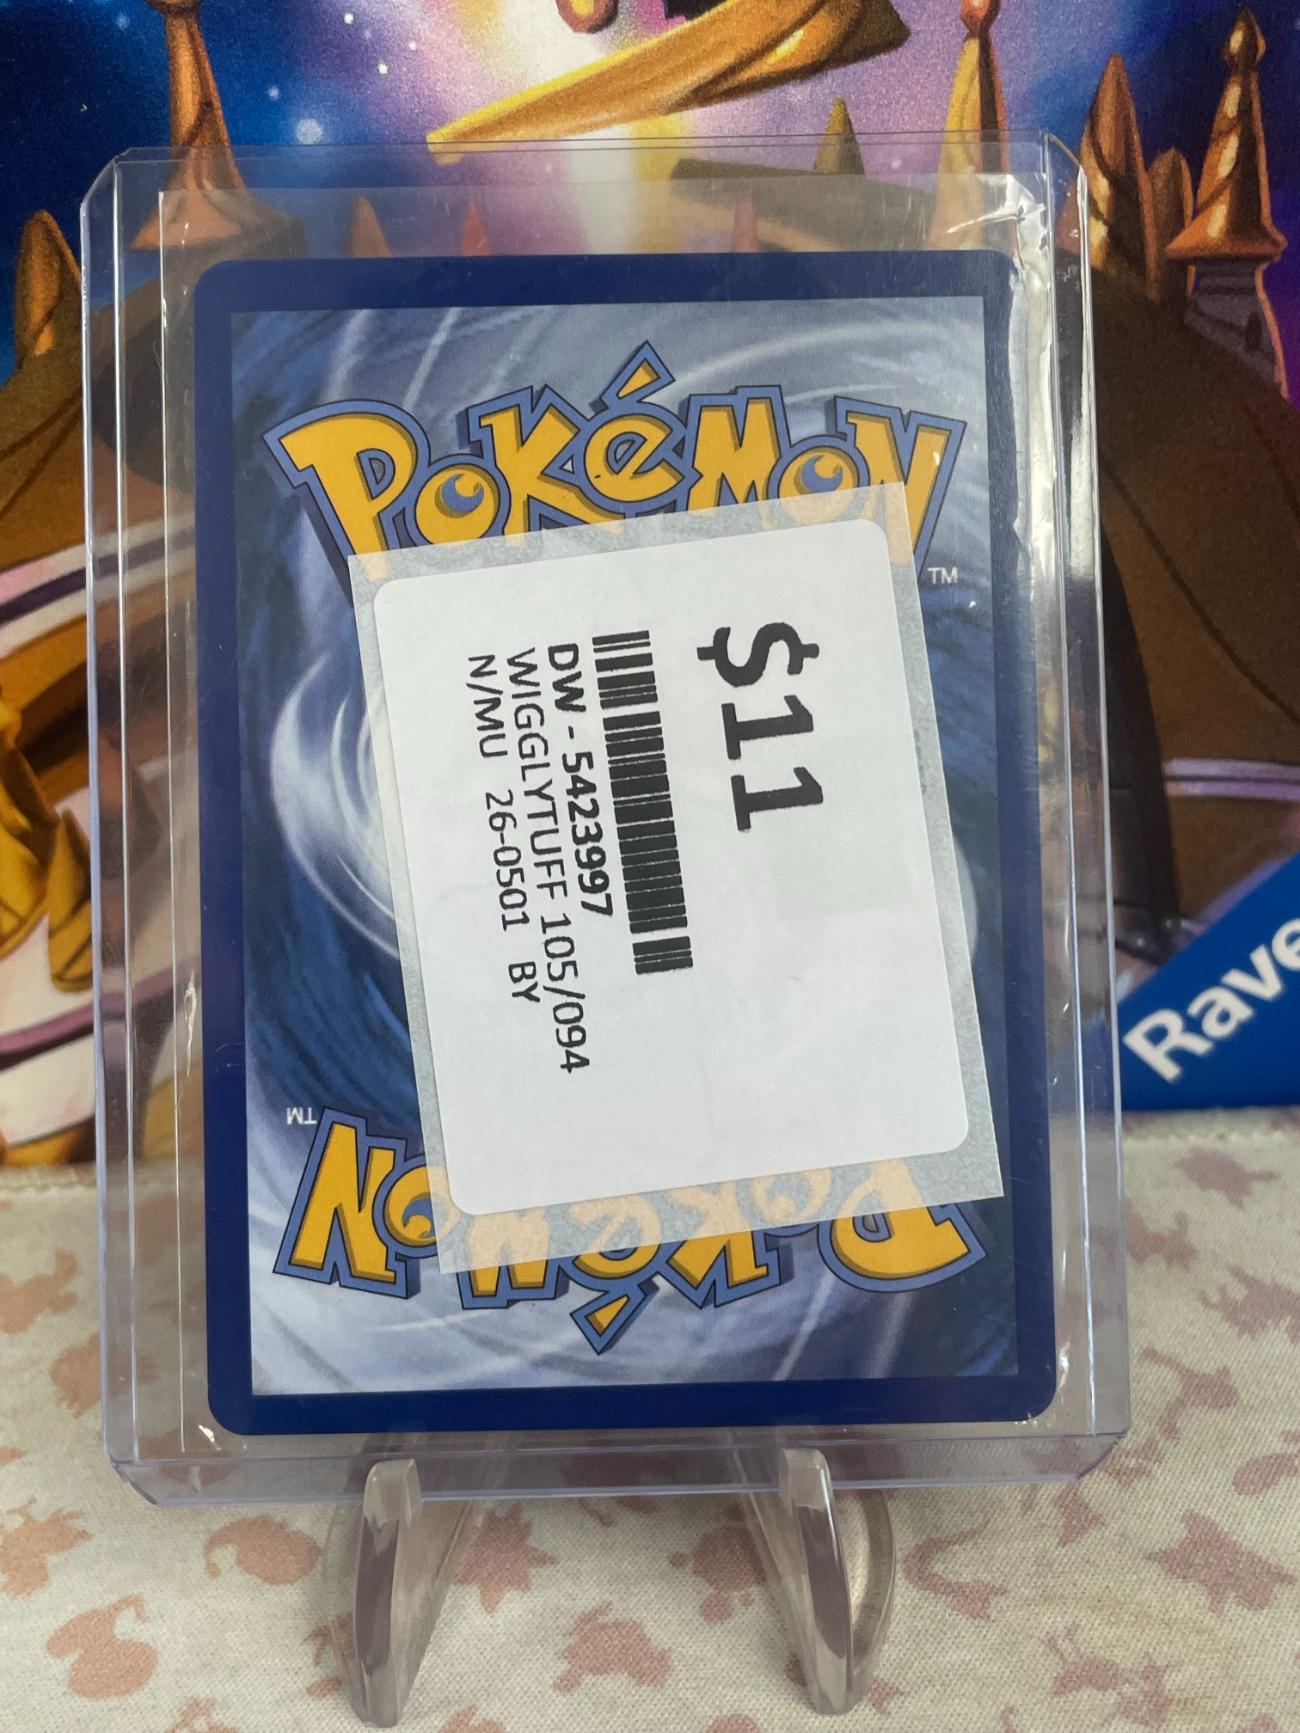 Pokémon
TM
$11
DW - 5423997
WIGGLYTUFF 105/094
N/MU 26-0501 BY
TM
Pokémon
Rave